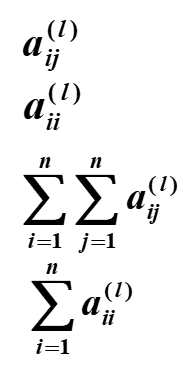 $a_{ij}^{(l)}$
$a_{ii}^{(l)}$
$\sum_{i=1}^{n} \sum_{j=1}^{n} a_{ij}^{(l)}$
$\sum_{i=1}^{n} a_{ii}^{(l)}$